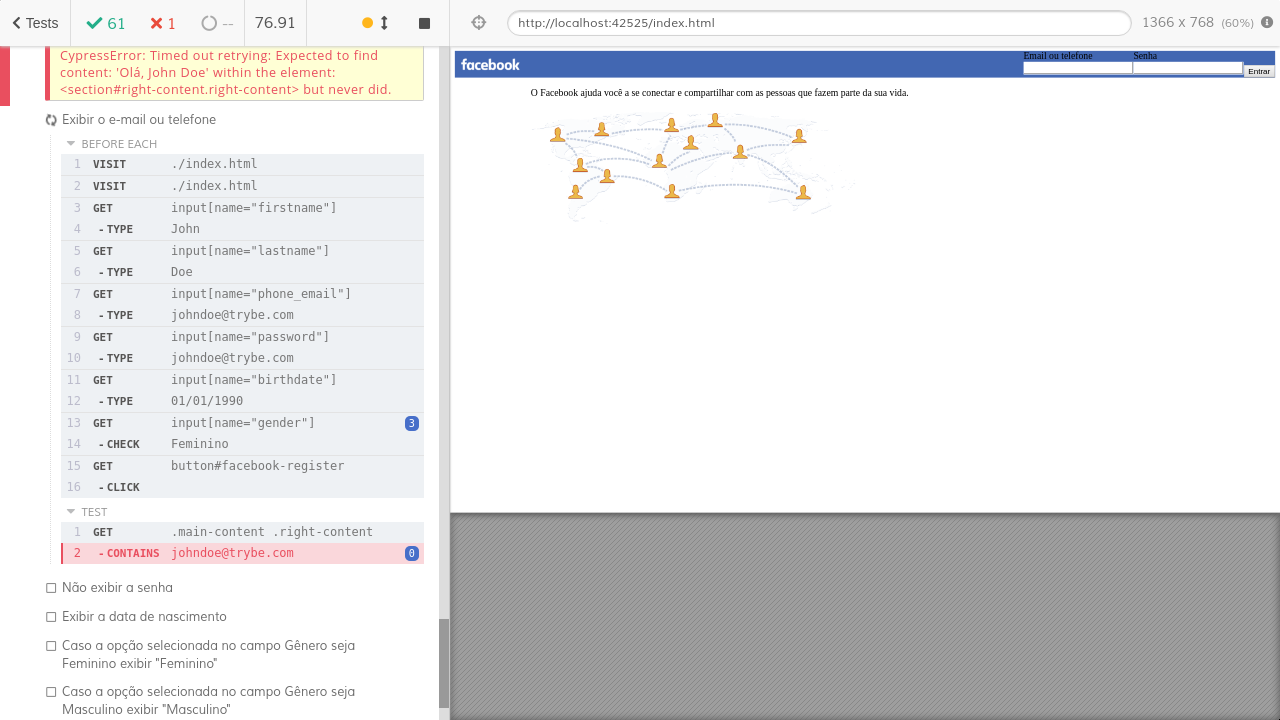 Tests
61
1
--
76.91
http://localhost:42525/index.html
1366 x 768 (60%)
CypressError: Timed out retrying: Expected to find
content: 'Olá, John Doe' within the element:
<section#right-content.right-content> but never did.
Exibir o e-mail ou telefone
BEFORE EACH
1 VISIT ./index.html
2 VISIT ./index.html
3 GET input[name="firstname"]
4 -TYPE John
5 GET input[name="lastname"]
6 -TYPE Doe
7 GET input[name="phone_email"]
8 -TYPE johndoe@trybe.com
9 GET input[name="password"]
10 -TYPE johndoe@trybe.com
11 GET input[name="birthdate"]
12 -TYPE 01/01/1990
13 GET input[name="gender"] 3
14 -CHECK Feminino
15 GET button#facebook-register
16 -CLICK
TEST
1 GET .main-content .right-content
2 -CONTAINS johndoe@trybe.com 0
Não exibir a senha
Exibir a data de nascimento
Caso a opção selecionada no campo Gênero seja
Feminino exibir "Feminino"
Caso a opção selecionada no campo Gênero seja
Masculino exibir "Masculino"
facebook
Email ou telefone
Senha
Entrar
O Facebook ajuda você a se conectar e compartilhar com as pessoas que fazem parte da sua vida.